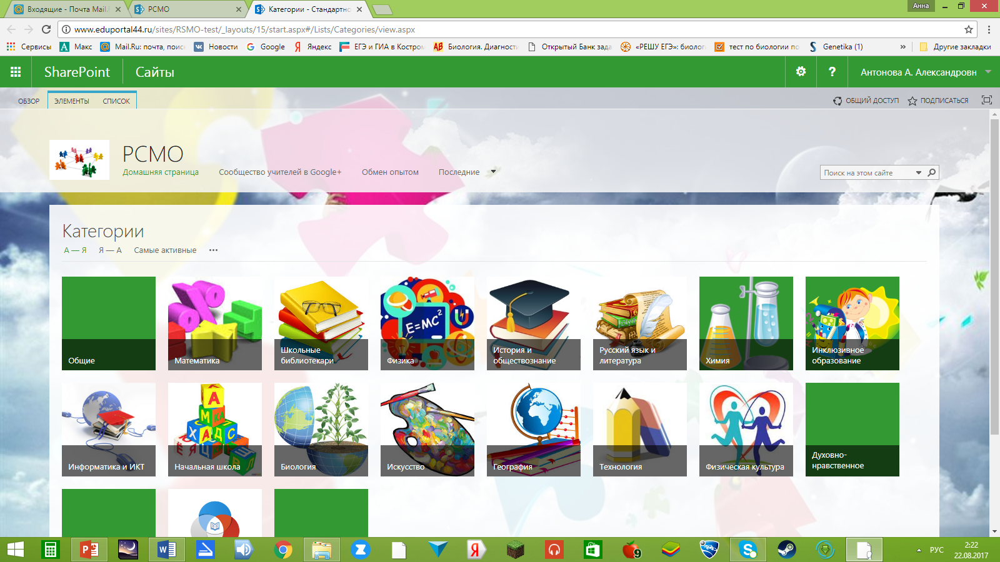 Входящие - Почта Mail.
РСМО
Категории - Стандартно
Анна
www.eduportal44.ru/sites/RSMO-test/_layouts/15/start.aspx#/Lists/Categories/view.aspx
Сервисы
Макс
Mail.Ru: почта, поис
Новости
Google
Яндекс
ЕГЭ и ГИА в Костром
Биология. Диагност
Открытый Банк зада
«РЕШУ ЕГЭ»: биолог
тест по биологии по
Genetika (1)
»
Другие закладки
SharePoint
Сайты
?
Антонова А. Александровн
ОБЗОР
ЭЛЕМЕНТЫ
СПИСОК
ОБЩИЙ ДОСТУП
ПОДПИСАТЬСЯ
РСМО
Домашняя страница
Сообщество учителей в Google+
Обмен опытом
Последние
Поиск на этом сайте
Категории
А — Я
Я — А
Самые активные
•••
E=MC²
Общие
Математика
Школьные
библиотекари
Физика
История и
обществознание
Русский язык и
литература
Химия
Инклюзивное
образование
Информатика и ИКТ
Начальная школа
Биология
Искусство
География
Технология
Физическая культура
Духовно-
нравственное
РУС
2:22
22.08.2017